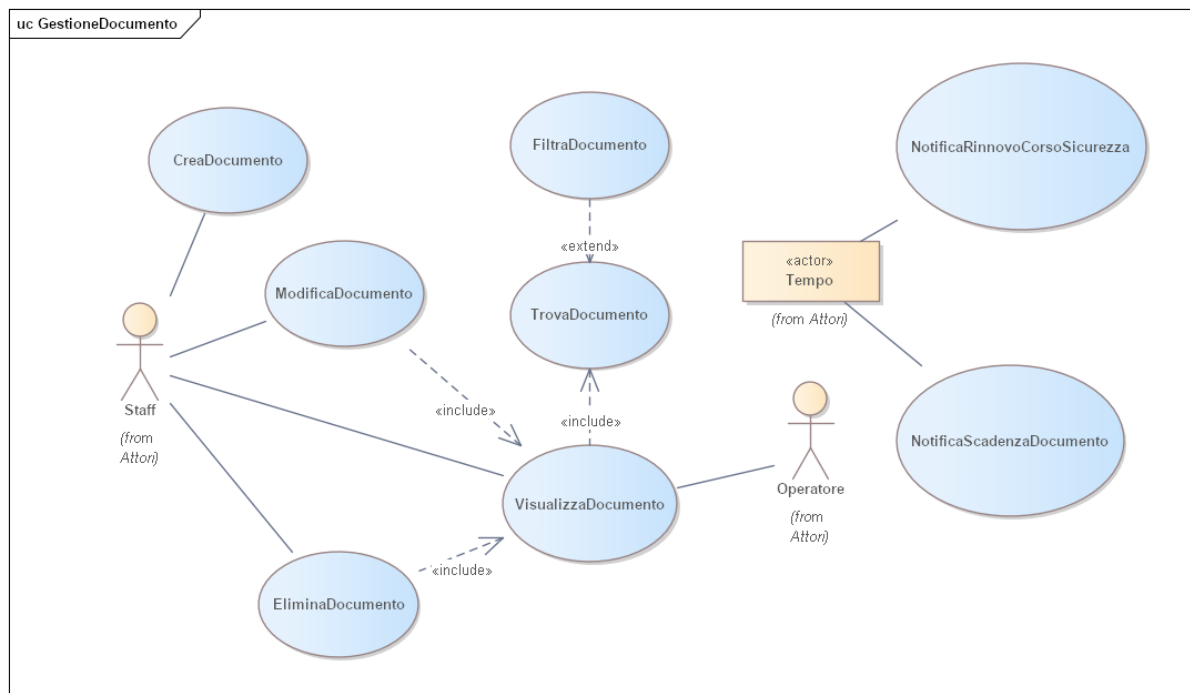 uc GestioneDocumento
CreaDocumento
FiltraDocumento
NotificaRinnovoCorsoSicurezza
«extend»
«actor»
Tempo
(from Attori)
ModificaDocumento
TrovaDocumento
Staff
(from
Attori)
«include»
«include»
Operatore
(from
Attori)
NotificaScadenzaDocumento
VisualizzaDocumento
«include»
EliminaDocumento